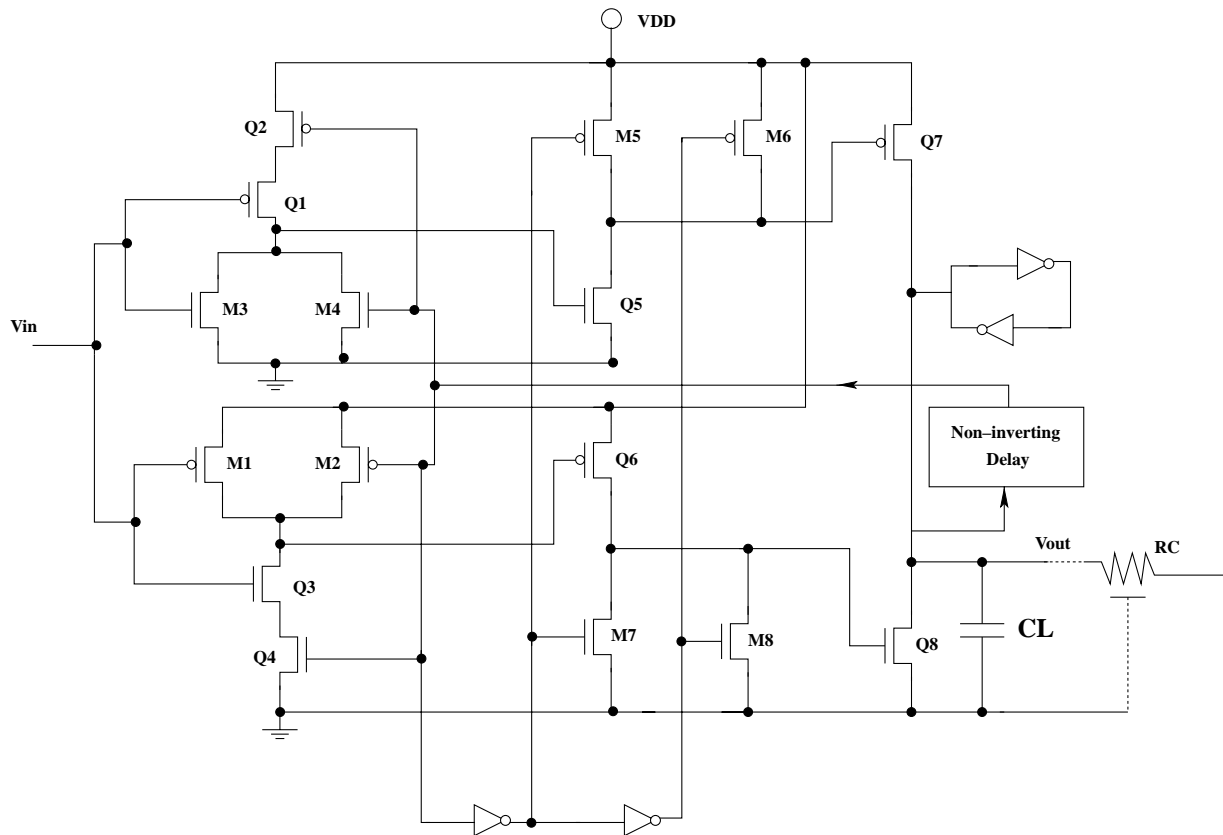 VDD
Q2
M5
M6
Q7
Q1
M3
M4
Q5
Vin
Non–inverting
Delay
M1
M2
Q6
Vout
RC
Q3
M7
M8
Q8
CL
Q4